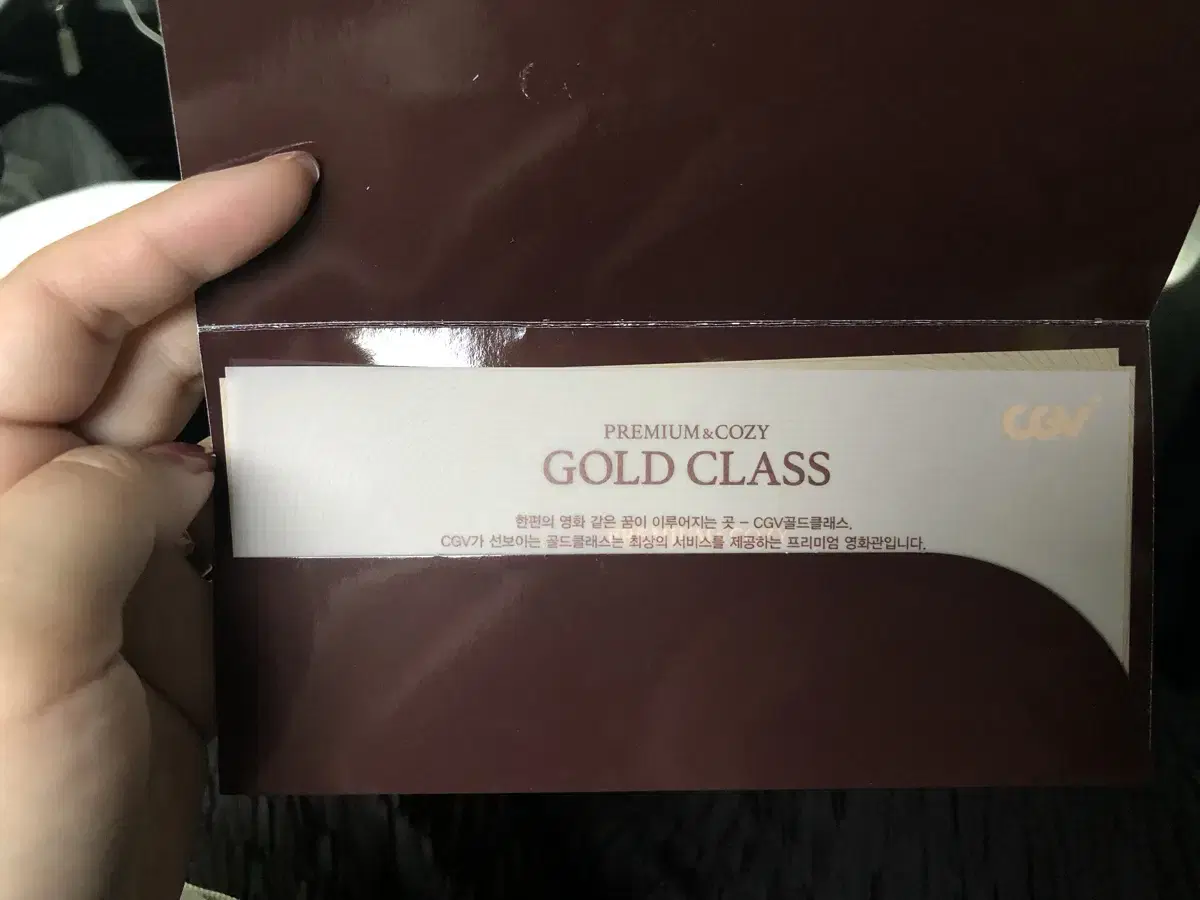 CGV
PREMIUM&COZY
GOLD CLASS
한편의 영화 같은 꿈이 이루어지는 곳 - CGV골드클래스.
CGV가 선보이는 골드클래스는 최상의 서비스를 제공하는 프리미엄 영화관입니다.